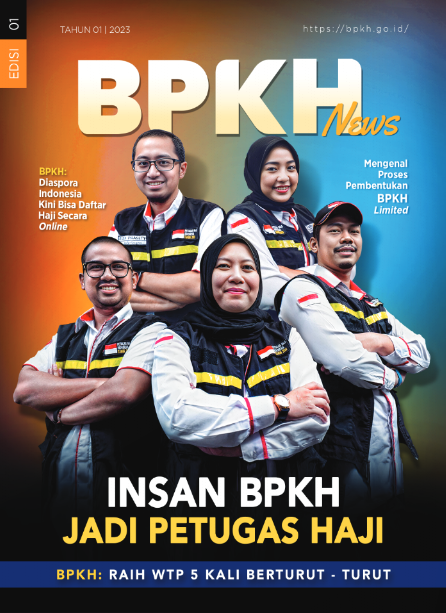 EDISI 01
TAHUN 01 | 2023
https://bpkh.go.id/
BPKH
News
BPKH:
Diaspora
Indonesia
Kini Bisa Daftar
Haji Secara
Online
Mengenal
Proses
Pembentukan
BPKH
Limited
INSAN BPKH
JADI PETUGAS HAJI
BPKH: RAIH WTP 5 KALI BERTURUT - TURUT